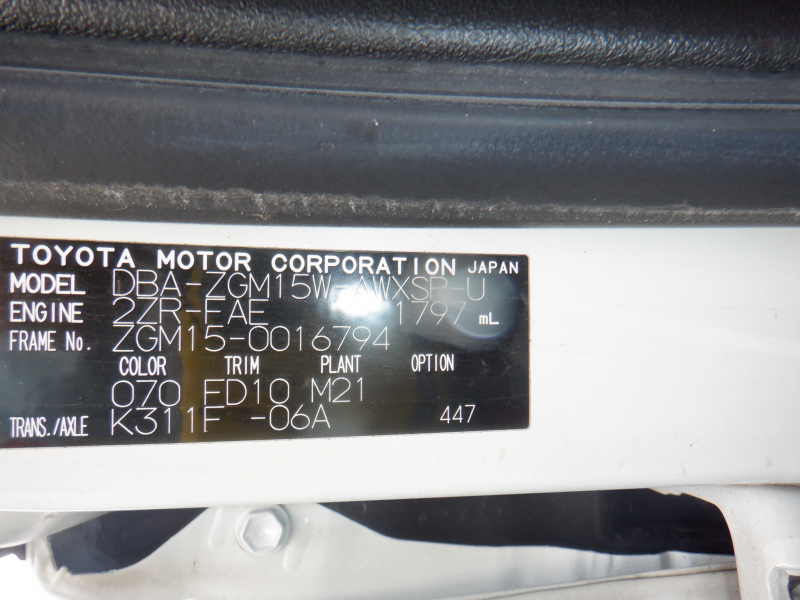 TOYOTA MOTOR CORPORATION JAPAN
MODEL DBA-ZGM15W-AWXSP-U
ENGINE 2ZR-FAE 1797 mL
FRAME No. ZGM15-0016794
COLOR TRIM PLANT OPTION
070 FD10 M21
TRANS./AXLE K311F -06A 447